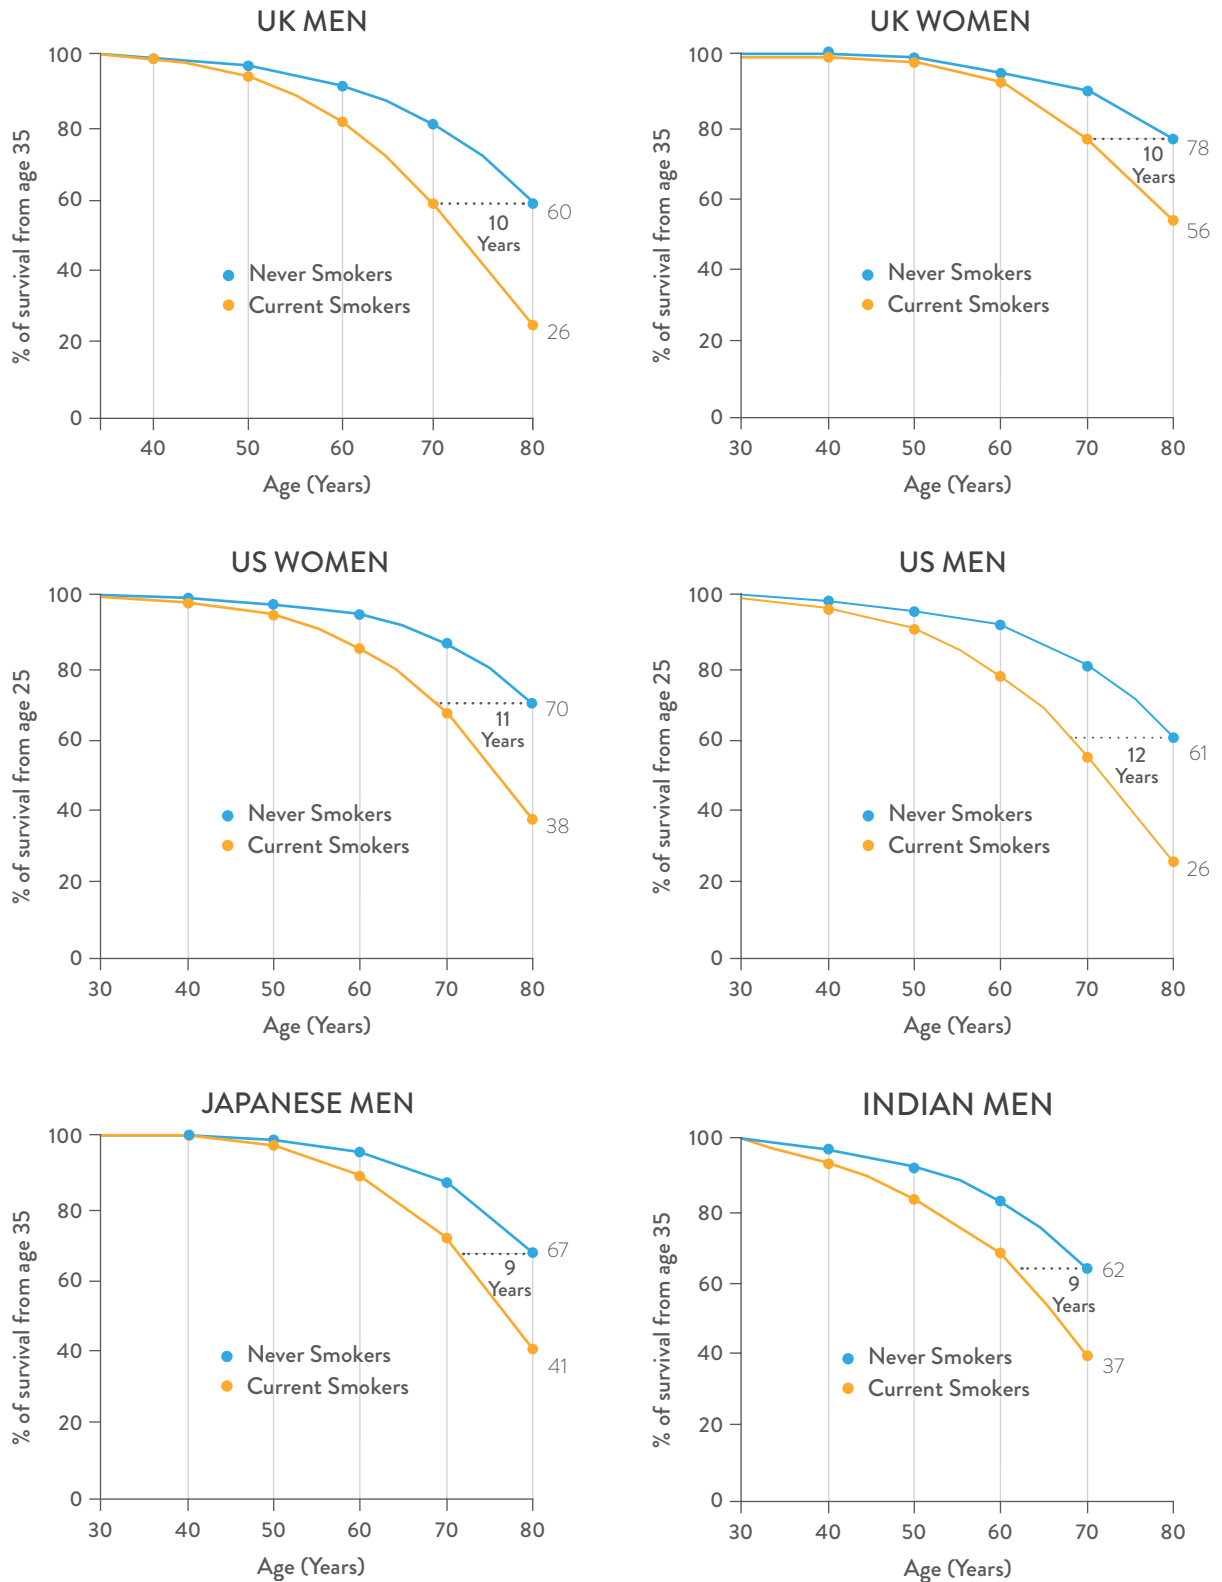 UK MEN
% of survival from age 35
100
80
60
40
20
0
10
Years
60
26
Never Smokers
Current Smokers
40 50 60 70 80
Age (Years)
UK WOMEN
% of survival from age 35
100
80
60
40
20
0
10
Years
78
56
Never Smokers
Current Smokers
30 40 50 60 70 80
Age (Years)
US WOMEN
% of survival from age 25
100
80
60
40
20
0
11
Years
70
38
Never Smokers
Current Smokers
30 40 50 60 70 80
Age (Years)
US MEN
% of survival from age 25
100
80
60
40
20
0
12
Years
61
26
Never Smokers
Current Smokers
30 40 50 60 70 80
Age (Years)
JAPANESE MEN
% of survival from age 35
100
80
60
40
20
0
9
Years
67
41
Never Smokers
Current Smokers
30 40 50 60 70 80
Age (Years)
INDIAN MEN
% of survival from age 35
100
80
60
40
20
0
9
Years
62
37
Never Smokers
Current Smokers
30 40 50 60 70 80
Age (Years)